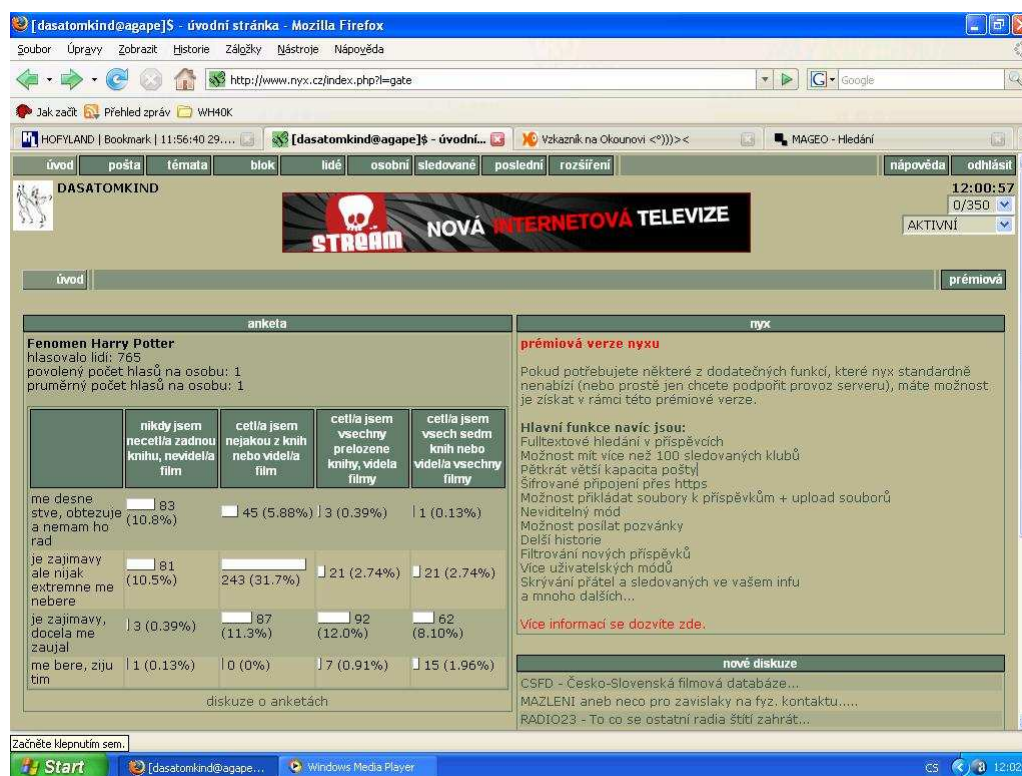 [dasatomkind@agape]$ - úvodní stránka - Mozilla Firefox
Soubor Úpravy Zobrazit Historie Záložky Nástroje Nápověda
http://www.nyx.cz/index.php?l=gate
Google
Jak začít Přehled zpráv WH40K
HOFYLAND | Bookmark | 11:56:40 29....
[dasatomkind@agape]$ - úvodní...
Vzkazník na Okounovi <°)))><
MAGEO - Hledání
úvod pošta témata blok lidé osobní sledované poslední rozšíření nápověda odhlásit
DASATOMKIND
12:00:57
0/350
AKTIVNÍ
STREAM NOVÁ INTERNETOVÁ TELEVIZE
úvod prémiová
anketa
Fenomen Harry Potter
hlasovalo lidí: 765
povolený počet hlasů na osobu: 1
pruměrný počet hlasů na osobu: 1
nikdy jsem
necetl/a zadnou
knihu, nevidel/a
film
cetl/a jsem
nejakou z knih
nebo videl/a
film
cetl/a jsem
vsechny
prelozene
knihy, videla
filmy
cetl/a jsem
vsech sedm
knih nebo
videl/a vsechny
filmy
me desne
stve, obtezuje
a nemam ho
rad
83
(10.8%)
45 (5.88%)
3 (0.39%)
1 (0.13%)
je zajimavy
ale nijak
extremne me
nebere
81
(10.5%)
243 (31.7%)
21 (2.74%)
21 (2.74%)
je zajimavy,
docela me
zaujal
3 (0.39%)
87
(11.3%)
92
(12.0%)
62
(8.10%)
me bere, ziju
tim
1 (0.13%)
0 (0%)
7 (0.91%)
15 (1.96%)
diskuze o anketách
nyx
prémiová verze nyxu
Pokud potřebujete některé z dodatečných funkcí, které nyx standardně
nenabízí (nebo prostě jen chcete podpořit provoz serveru), máte možnost
je získat v rámci této prémiové verze.
Hlavní funkce navíc jsou:
Fulltextové hledání v příspěvcích
Možnost mít více než 100 sledovaných klubů
Pětkrát větší kapacita pošty
Šifrované připojení přes https
Možnost přikládat soubory k příspěvkům + upload souborů
Neviditelný mód
Možnost posílat pozvánky
Delší historie
Filtrování nových příspěvků
Více uživatelských módů
Skrývání přátel a sledovaných ve vašem infu
a mnoho dalších...
Více informací se dozvíte zde.
nové diskuze
CSFD - Česko-Slovenská filmová databáze...
MAZLENI aneb neco pro zavislaky na fyz. kontaktu.....
RADIO23 - To co se ostatní radia štítí zahrát...
Začněte klepnutím sem.
Start
[dasatomkind@agape...
Windows Media Player
CS
12:02